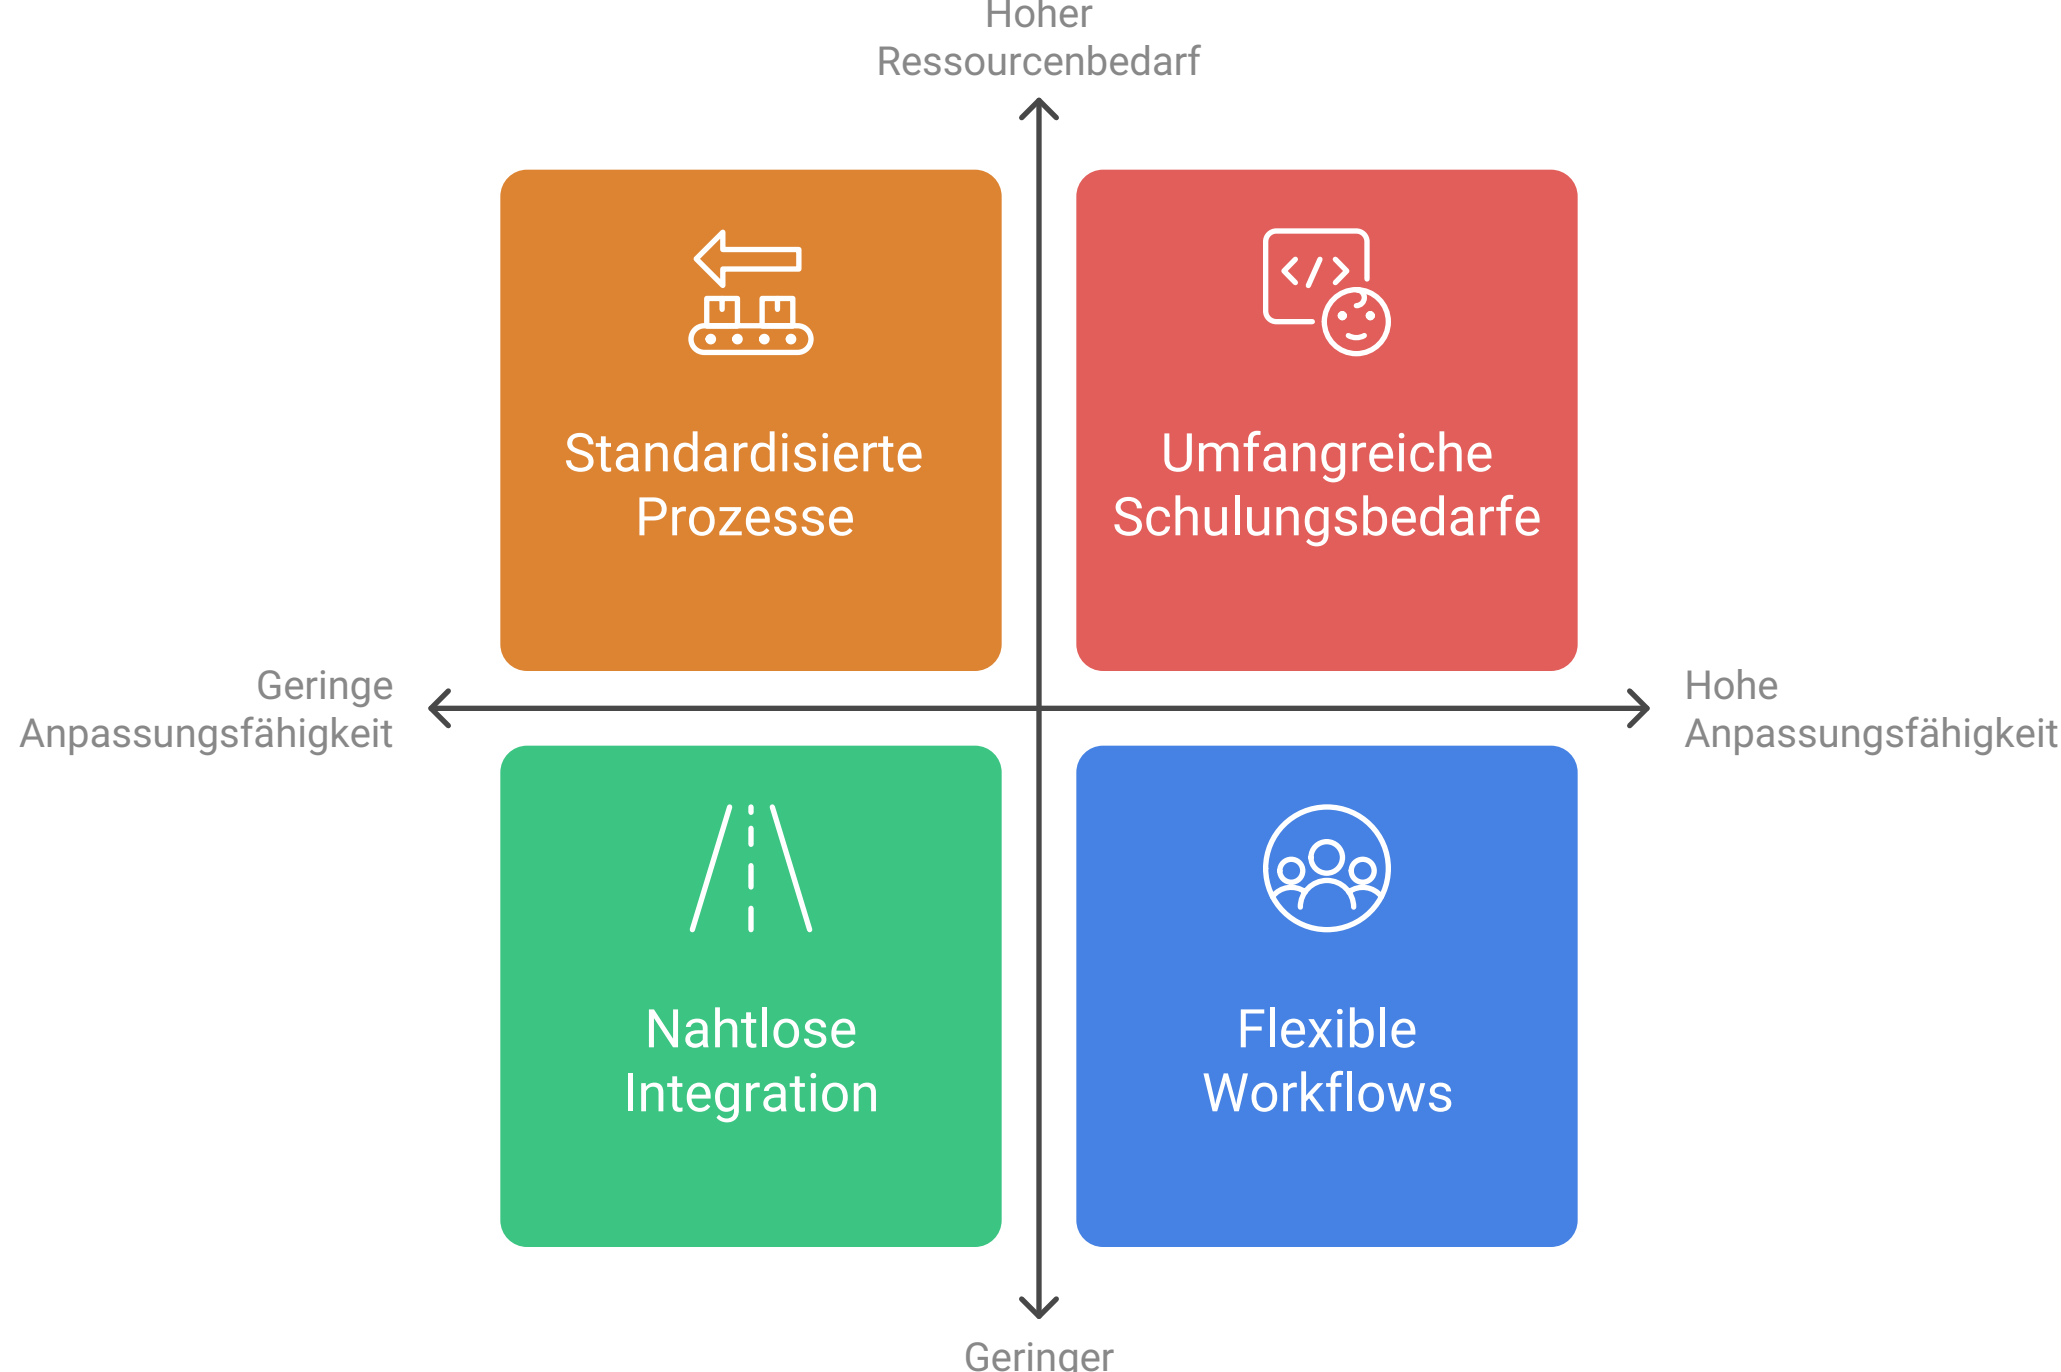 Hoher
Ressourcenbedarf
Standardisierte
Prozesse
Umfangreiche
Schulungsbedarfe
Geringe
Anpassungsfähigkeit
Hohe
Anpassungsfähigkeit
Nahtlose
Integration
Flexible
Workflows
Geringer